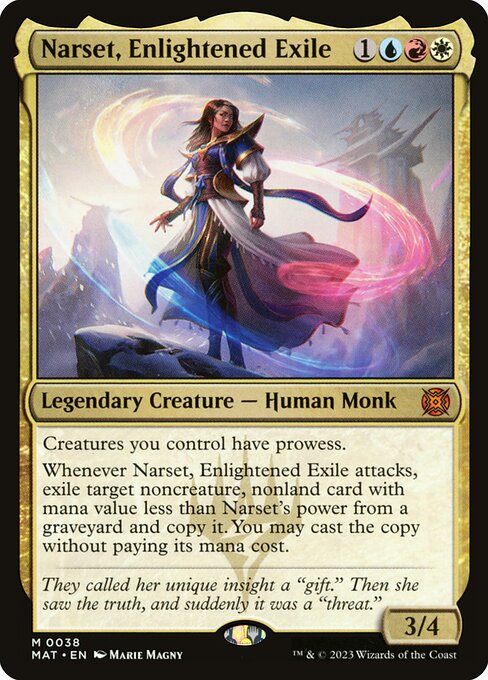 Narset, Enlightened Exile 1
Legendary Creature — Human Monk
Creatures you control have prowess.
Whenever Narset, Enlightened Exile attacks,
exile target noncreature, nonland card with
mana value less than Narset's power from a
graveyard and copy it. You may cast the copy
without paying its mana cost.
They called her unique insight a “gift.” Then she
saw the truth, and suddenly it was a “threat.”
3/4
M 0038
MAT • EN Marie Magny
™ & © 2023 Wizards of the Coast